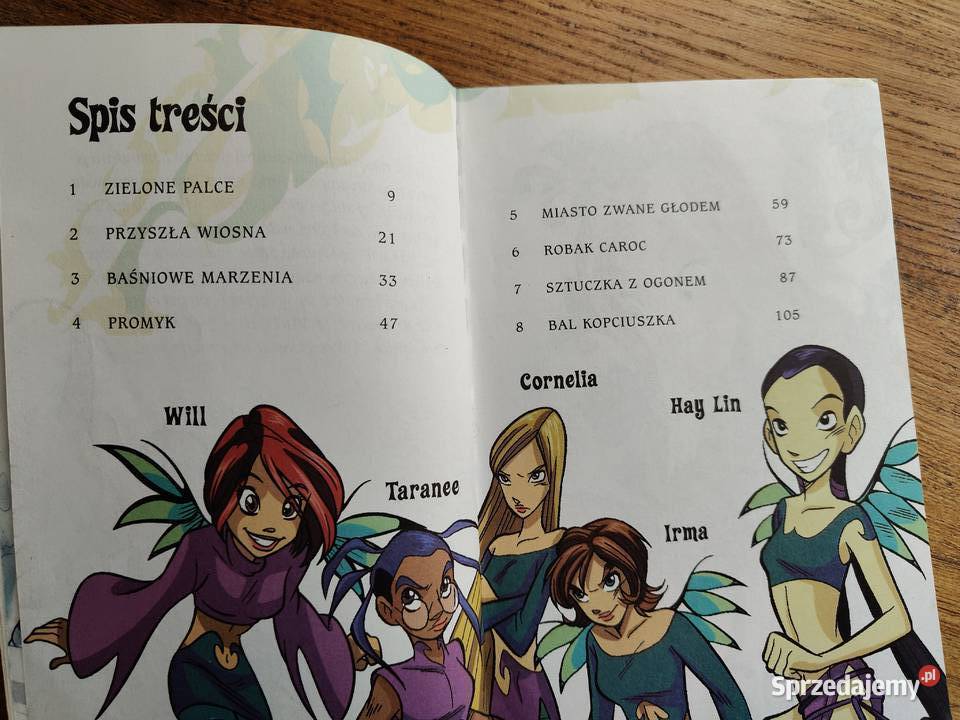 Spis treści
1 ZIELONE PALCE 9
2 PRZYSZŁA WIOSNA 21
3 BAŚNIOWE MARZENIA 33
4 PROMYK 47
5 MIASTO ZWANE GŁODEM 59
6 ROBAK CAROC 73
7 SZTUCZKA Z OGONEM 87
8 BAL KOPCIUSZKA 105
Will
Taranee
Cornelia
Hay Lin
Irma
Sprzedajemy.pl